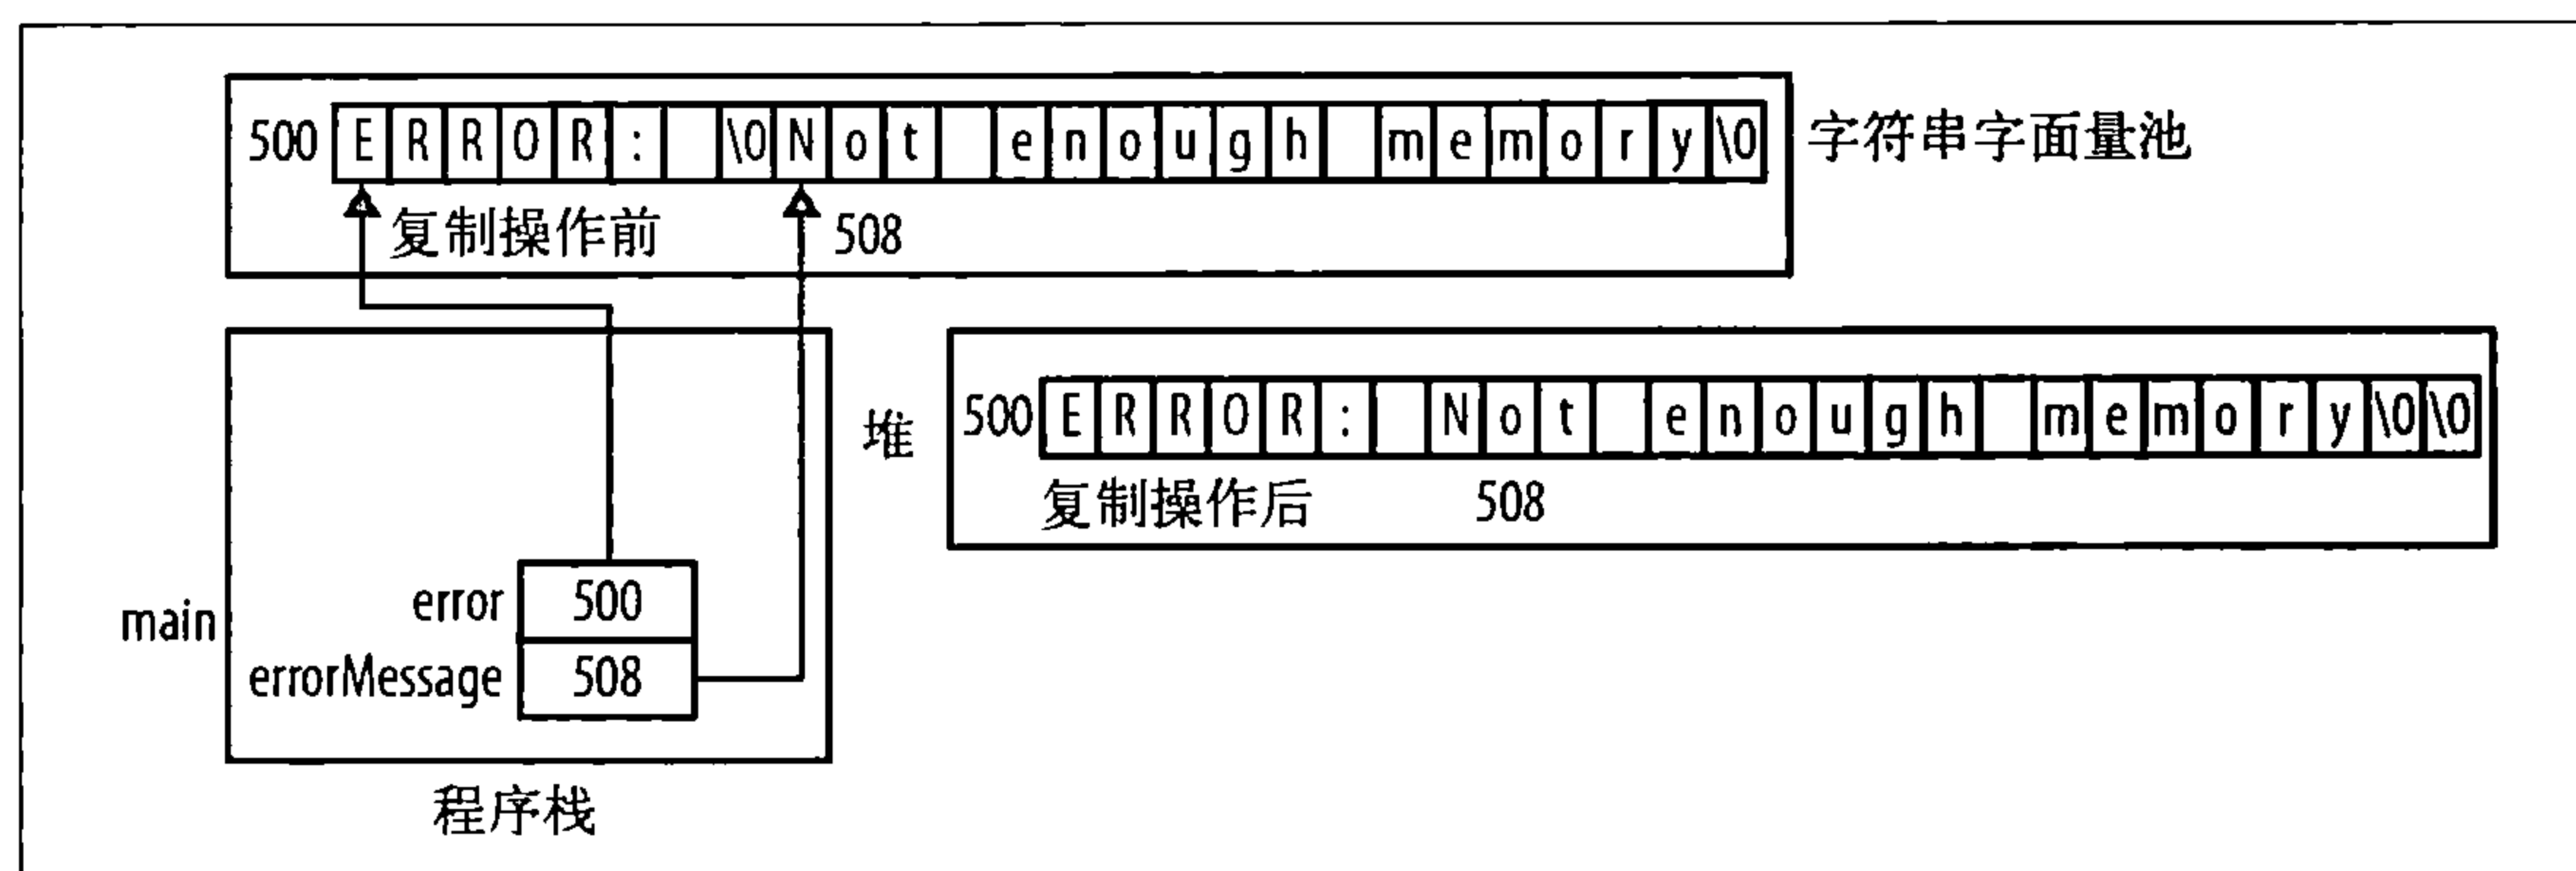 500 E R R O R : \0 N o t e n o u g h m e m o r y \0 字符串字面量池
复制操作前 508
堆 500 E R R O R : N o t e n o u g h m e m o r y \0 \0
复制操作后 508
main
error 500
errorMessage 508
程序栈